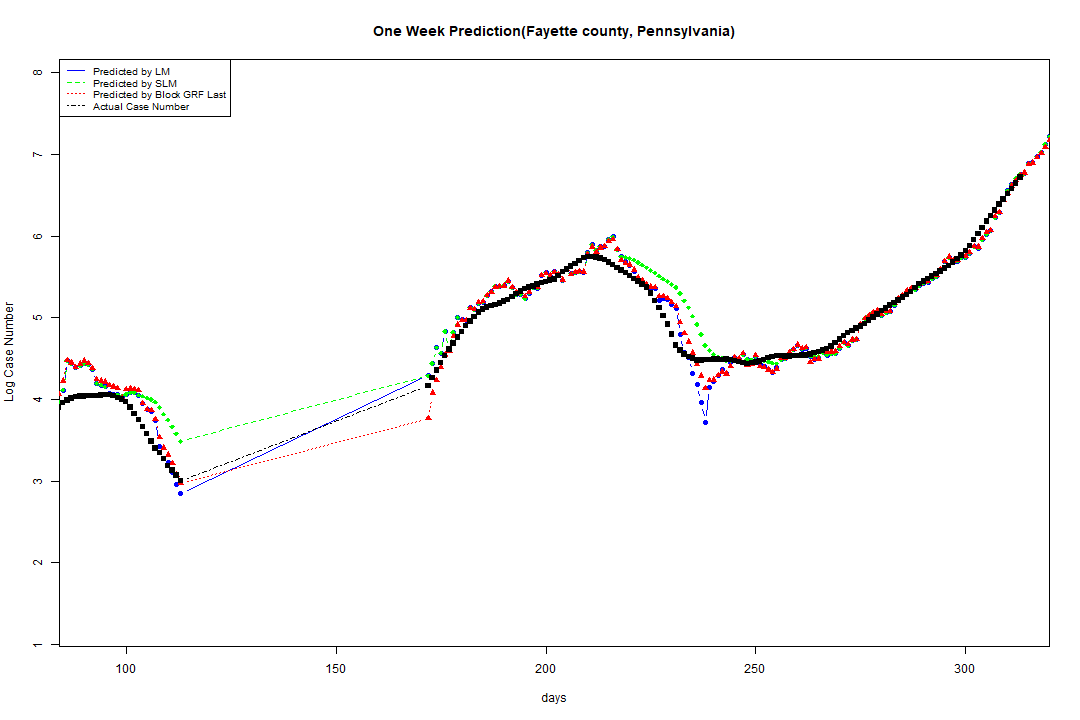 One Week Prediction(Fayette county, Pennsylvania)
Predicted by LM
Predicted by SLM
Predicted by Block GRF Last
Actual Case Number
8
7
6
5
4
3
2
1
Log Case Number
100 150 200 250 300
days